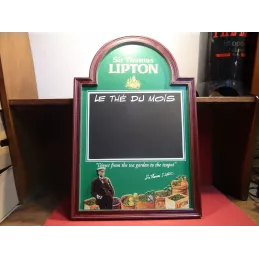 Sir Thomas
LIPTON
LE THÉ DU MOIS
"Direct from the tea garden to the teapot"